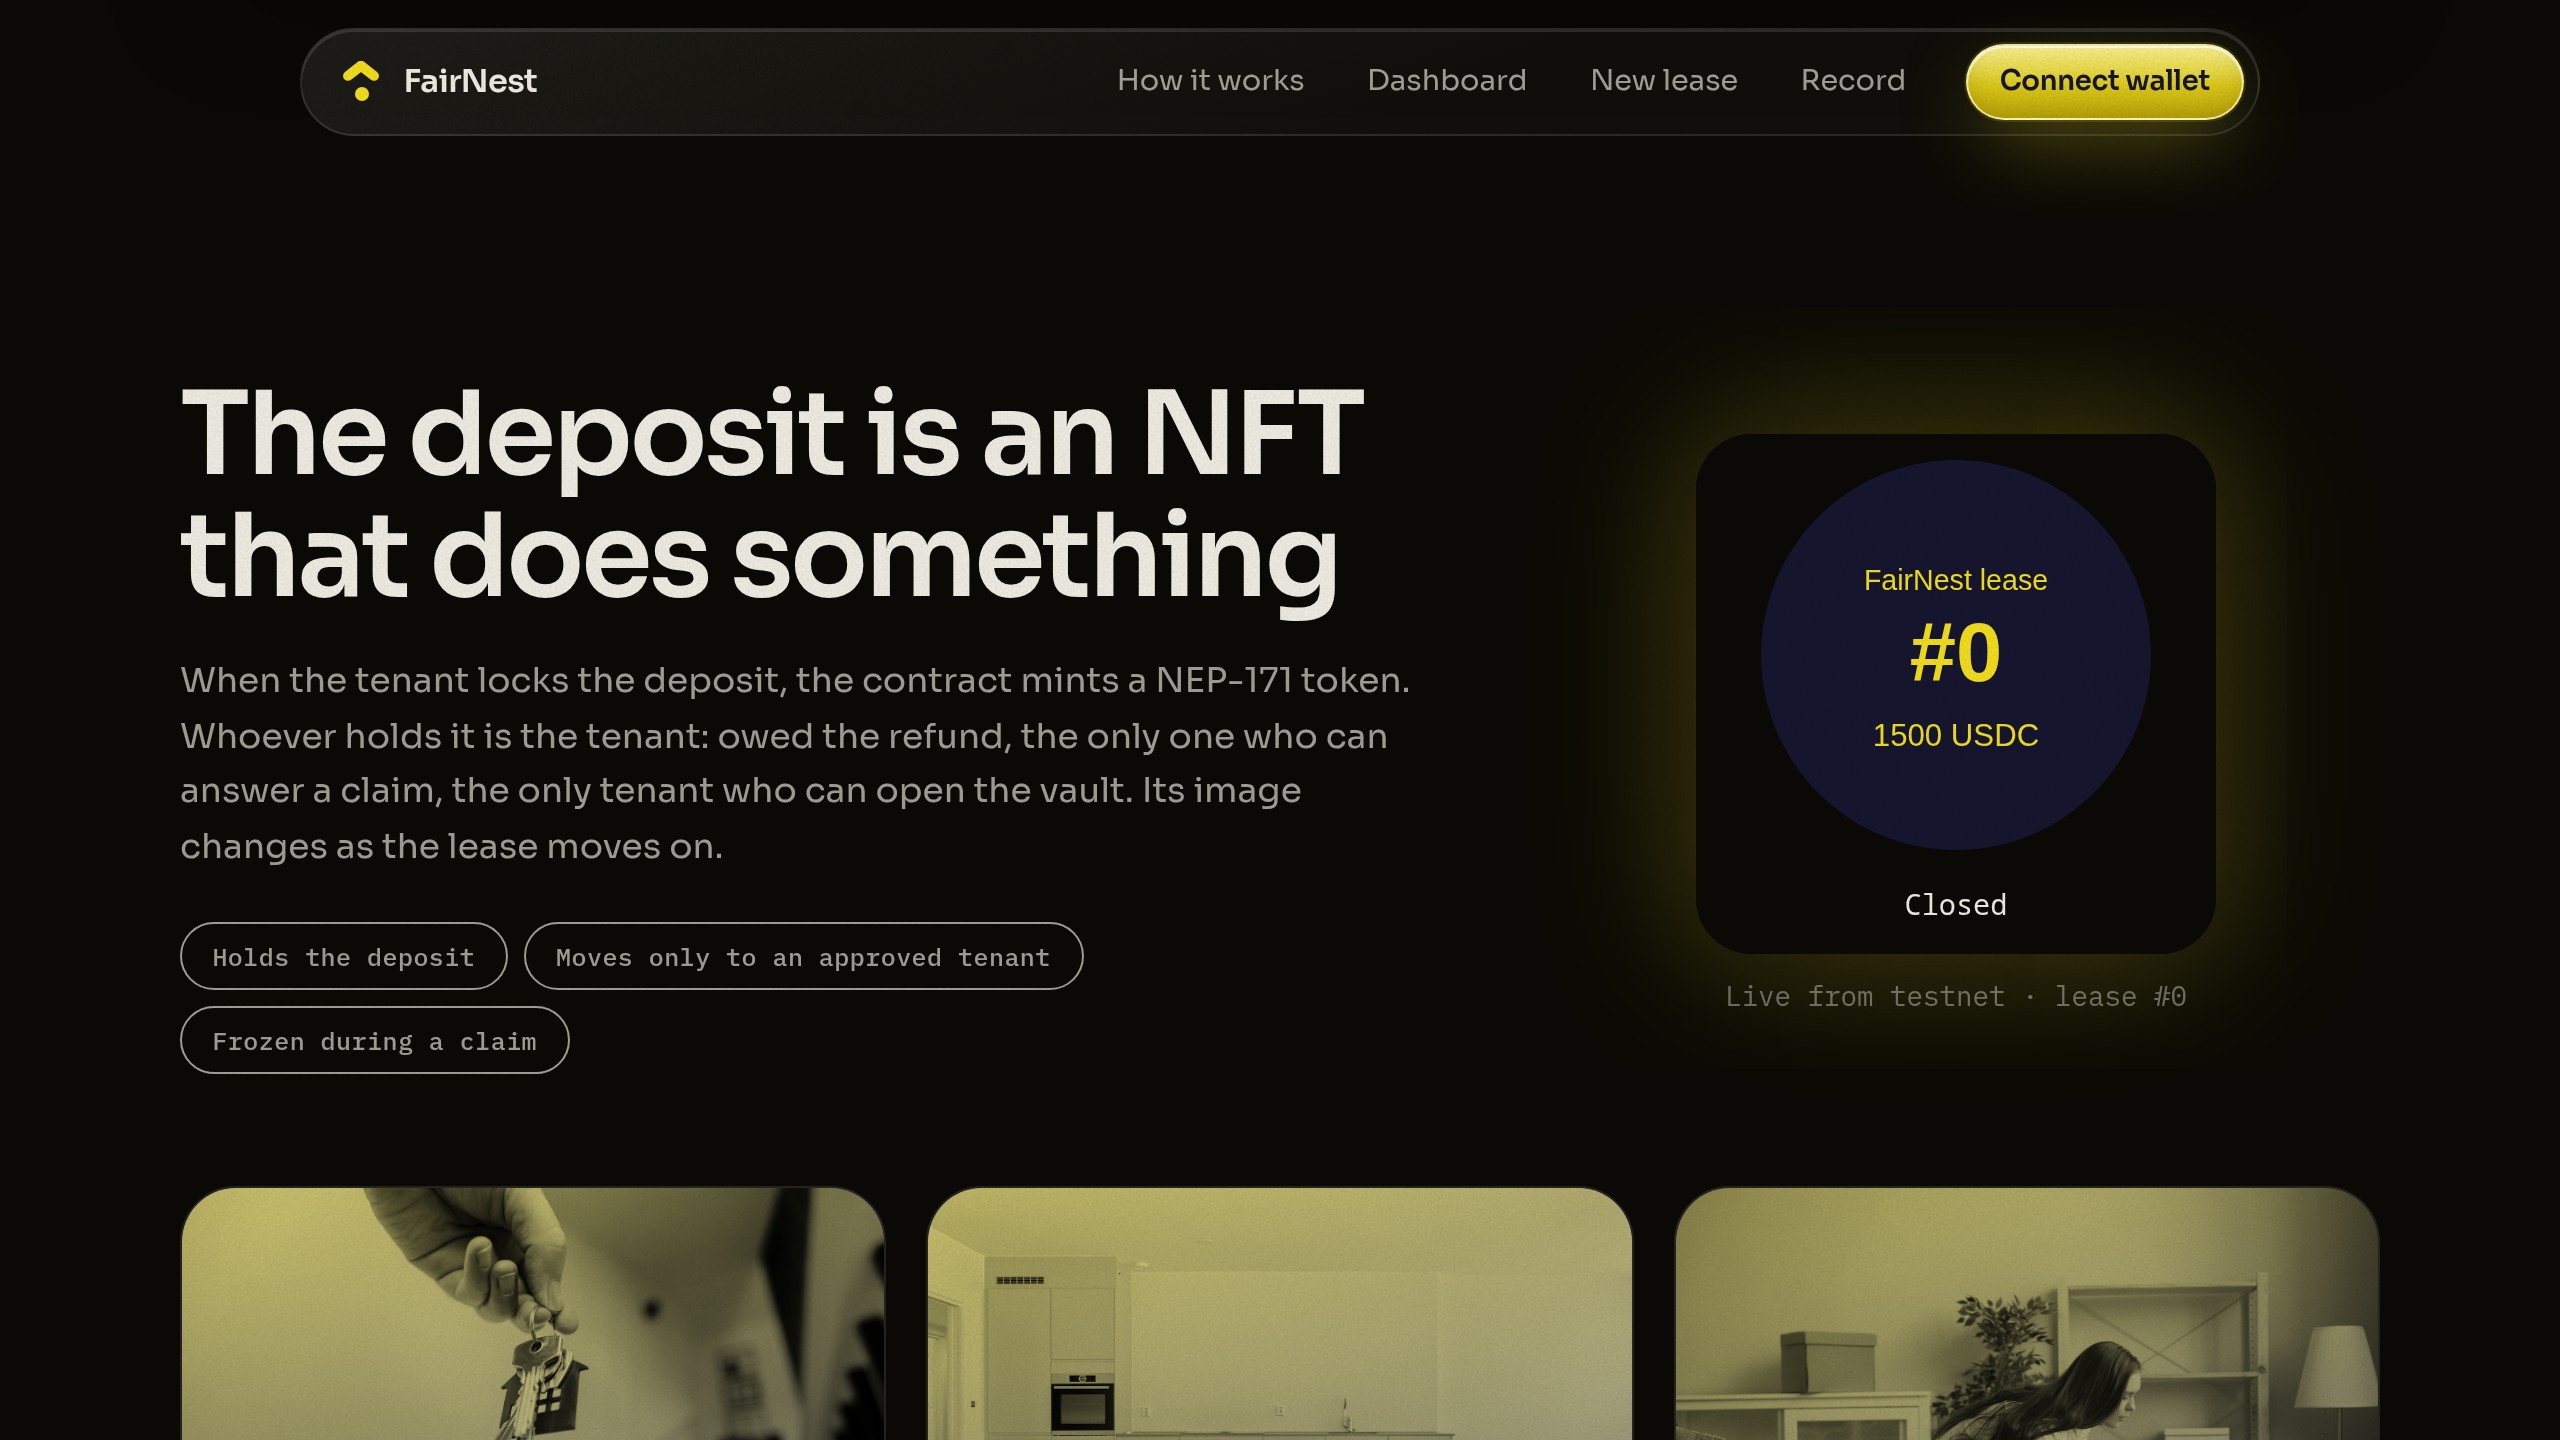 FairNest
How it works
Dashboard
New lease
Record
Connect wallet
The deposit is an NFT
that does something
When the tenant locks the deposit, the contract mints a NEP-171 token.
Whoever holds it is the tenant: owed the refund, the only one who can
answer a claim, the only tenant who can open the vault. Its image
changes as the lease moves on.
Holds the deposit
Moves only to an approved tenant
Frozen during a claim
FairNest lease
#0
1500 USDC
Closed
Live from testnet · lease #0